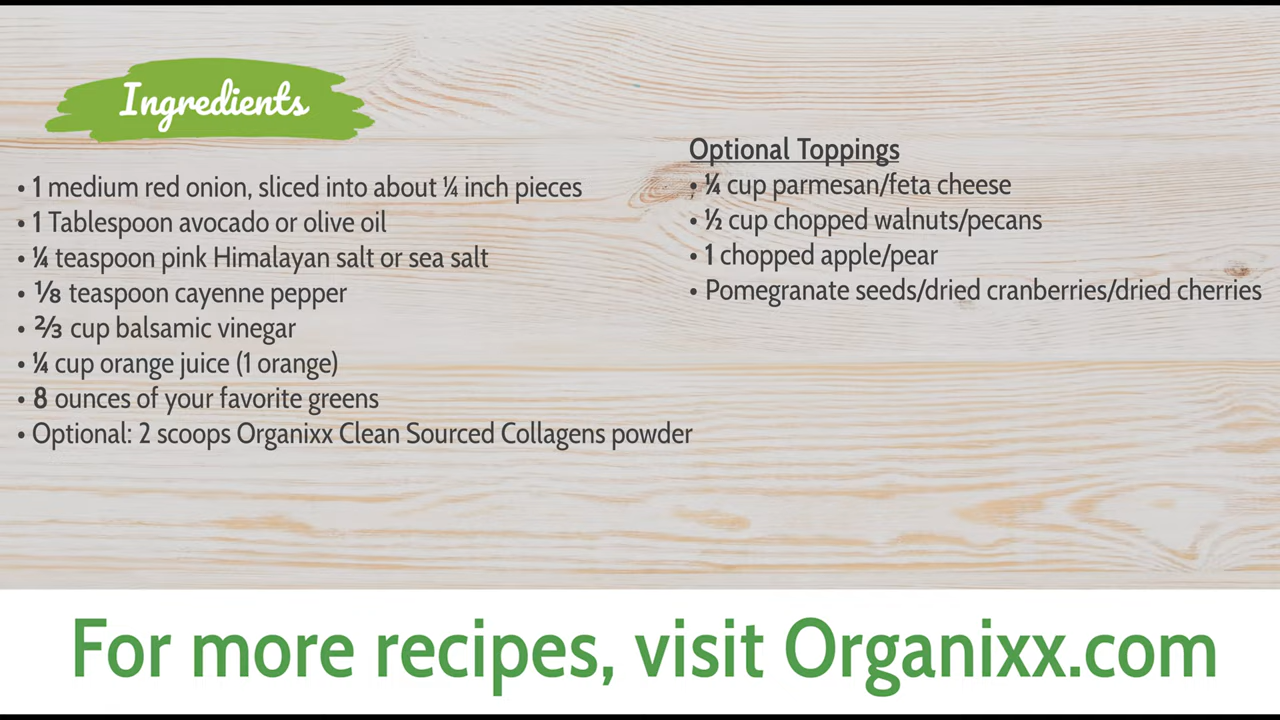 Ingredients
• 1 medium red onion, sliced into about ¼ inch pieces
• 1 Tablespoon avocado or olive oil
• ¼ teaspoon pink Himalayan salt or sea salt
• ⅛ teaspoon cayenne pepper
• ⅔ cup balsamic vinegar
• ¼ cup orange juice (1 orange)
• 8 ounces of your favorite greens
• Optional: 2 scoops Organixx Clean Sourced Collagens powder
Optional Toppings
• ¼ cup parmesan/feta cheese
• ½ cup chopped walnuts/pecans
• 1 chopped apple/pear
• Pomegranate seeds/dried cranberries/dried cherries
For more recipes, visit Organixx.com